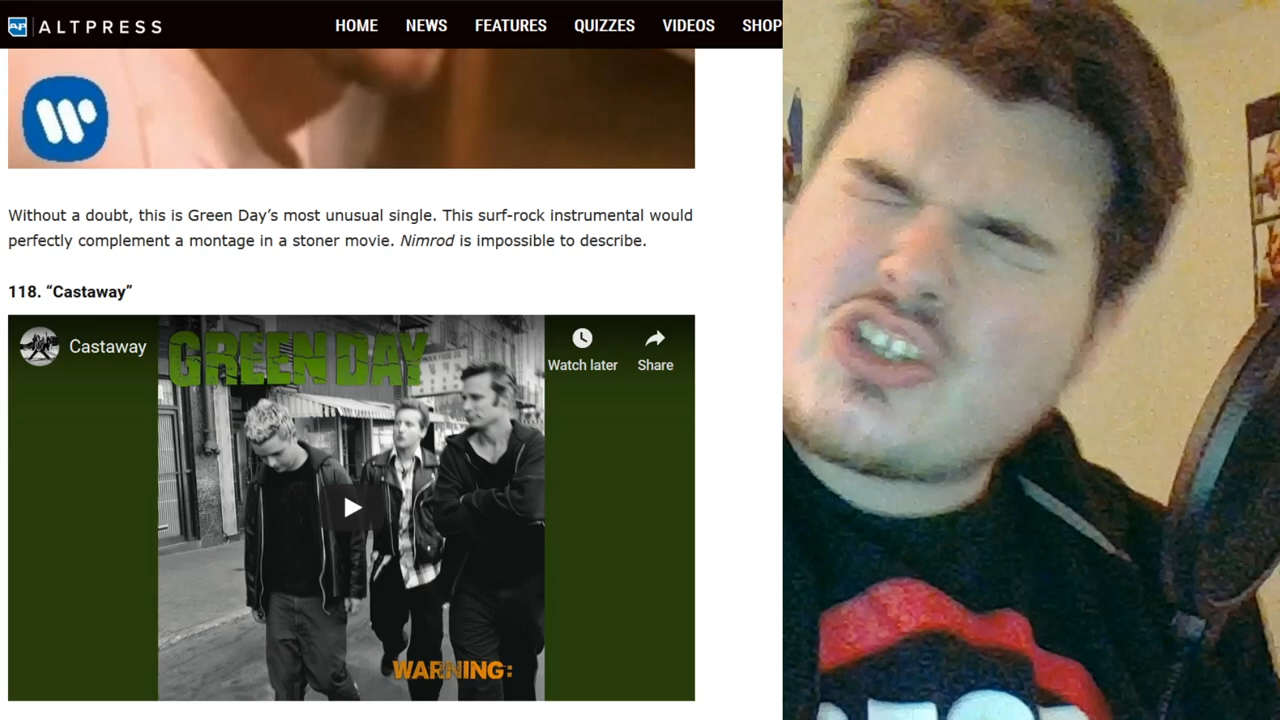 AP ALTPRESS HOME NEWS FEATURES QUIZZES VIDEOS SHOP
Without a doubt, this is Green Day’s most unusual single. This surf-rock instrumental would
perfectly complement a montage in a stoner movie. Nimrod is impossible to describe.
118. “Castaway”
Castaway
Watch later
Share
GREEN DAY
WARNING: